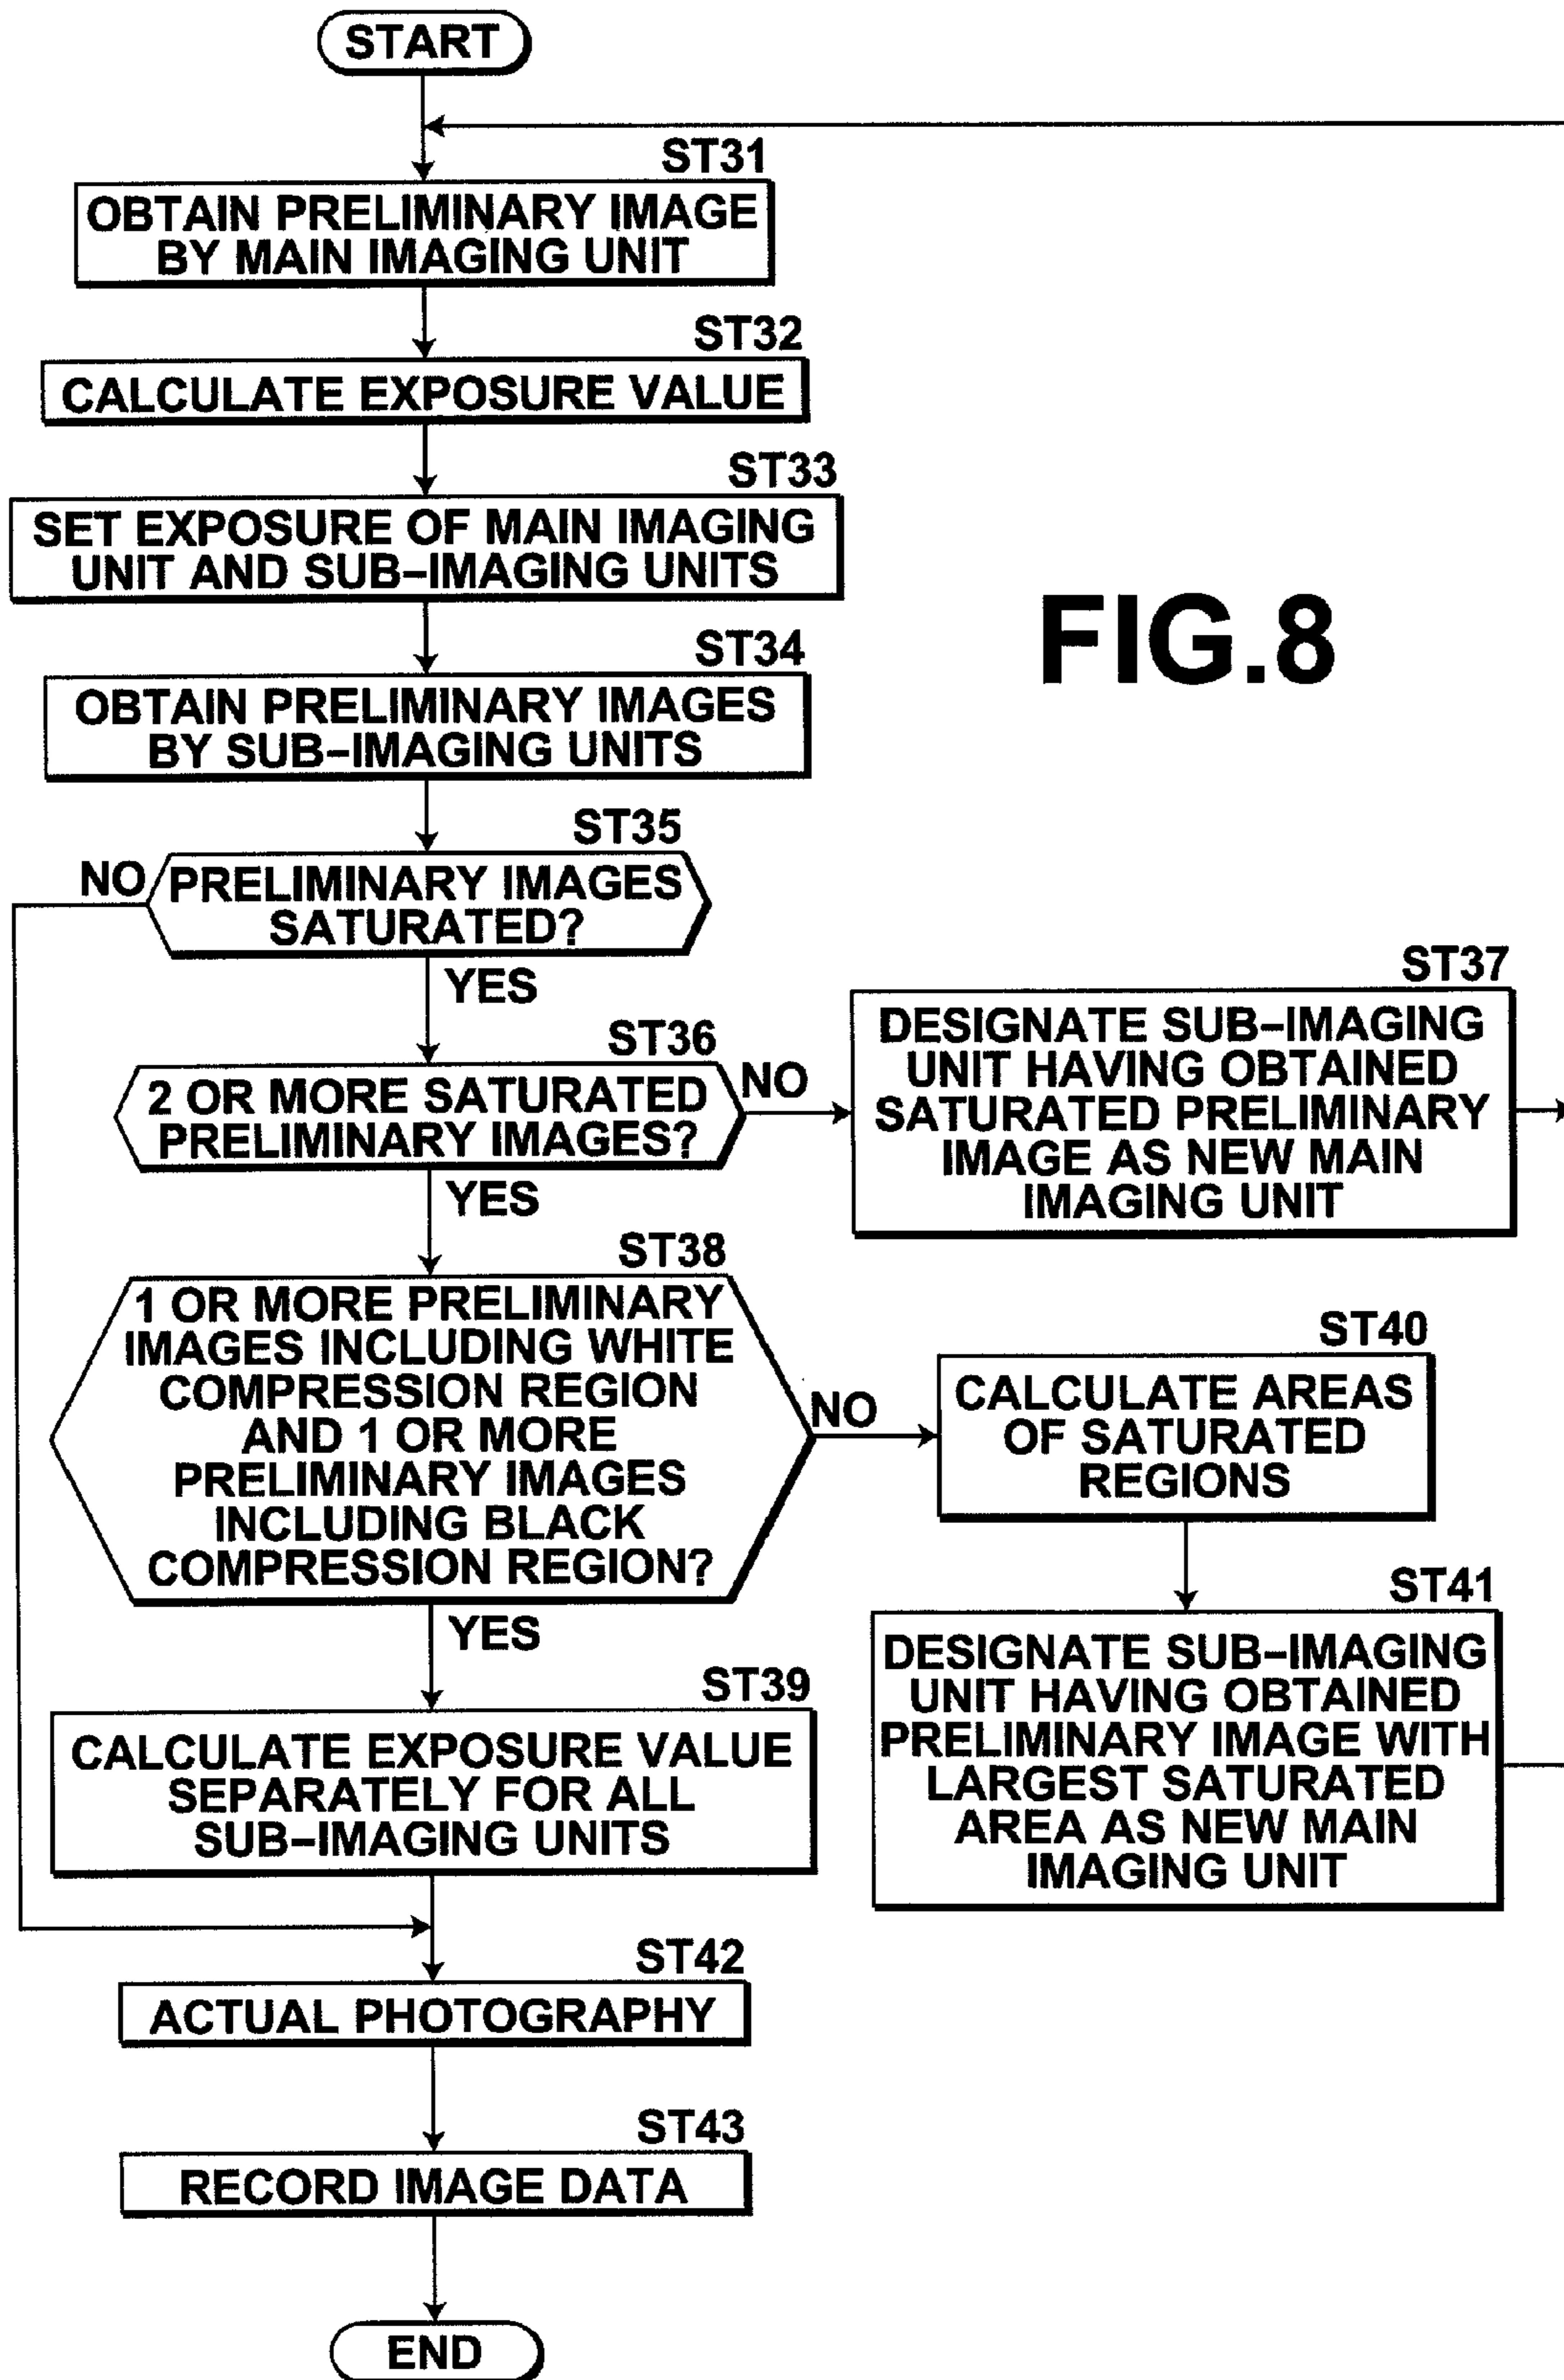 START
ST31
OBTAIN PRELIMINARY IMAGE
BY MAIN IMAGING UNIT
ST32
CALCULATE EXPOSURE VALUE
ST33
SET EXPOSURE OF MAIN IMAGING
UNIT AND SUB-IMAGING UNITS
FIG.8
ST34
OBTAIN PRELIMINARY IMAGES
BY SUB-IMAGING UNITS
ST35
NO
PRELIMINARY IMAGES
SATURATED?
YES
ST36
2 OR MORE SATURATED
PRELIMINARY IMAGES?
NO
YES
ST37
DESIGNATE SUB-IMAGING
UNIT HAVING OBTAINED
SATURATED PRELIMINARY
IMAGE AS NEW MAIN
IMAGING UNIT
ST38
1 OR MORE PRELIMINARY
IMAGES INCLUDING WHITE
COMPRESSION REGION
AND 1 OR MORE
PRELIMINARY IMAGES
INCLUDING BLACK
COMPRESSION REGION?
NO
YES
ST40
CALCULATE AREAS
OF SATURATED
REGIONS
ST41
DESIGNATE SUB-IMAGING
UNIT HAVING OBTAINED
PRELIMINARY IMAGE WITH
LARGEST SATURATED
AREA AS NEW MAIN
IMAGING UNIT
ST39
CALCULATE EXPOSURE VALUE
SEPARATELY FOR ALL
SUB-IMAGING UNITS
ST42
ACTUAL PHOTOGRAPHY
ST43
RECORD IMAGE DATA
END